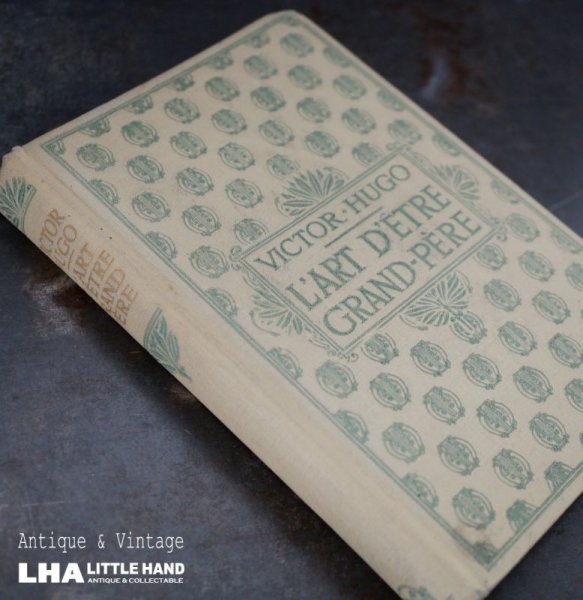 VICTOR·HUGO
L'ART D'ÊTRE
GRAND-PÈRE
VICTOR
HUGO
L'ART
D'ÊTRE
GRAND
PÈRE
Antique & Vintage
LHA LITTLE HAND
ANTIQUE & COLLECTABLE